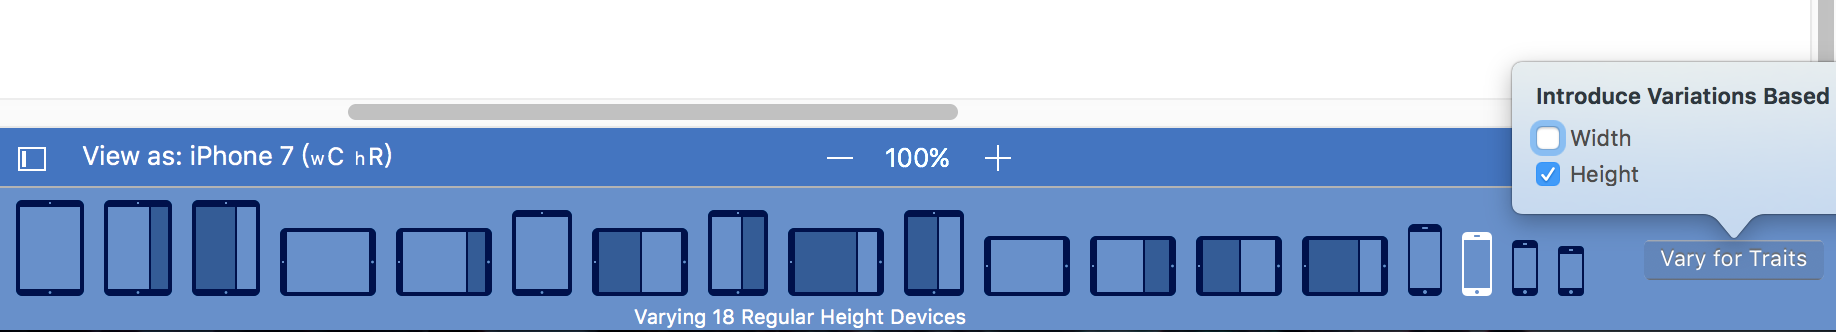 Introduce Variations Based
Width
Height
View as: iPhone 7 (wC hR)
100%
Vary for Traits
Varying 18 Regular Height Devices